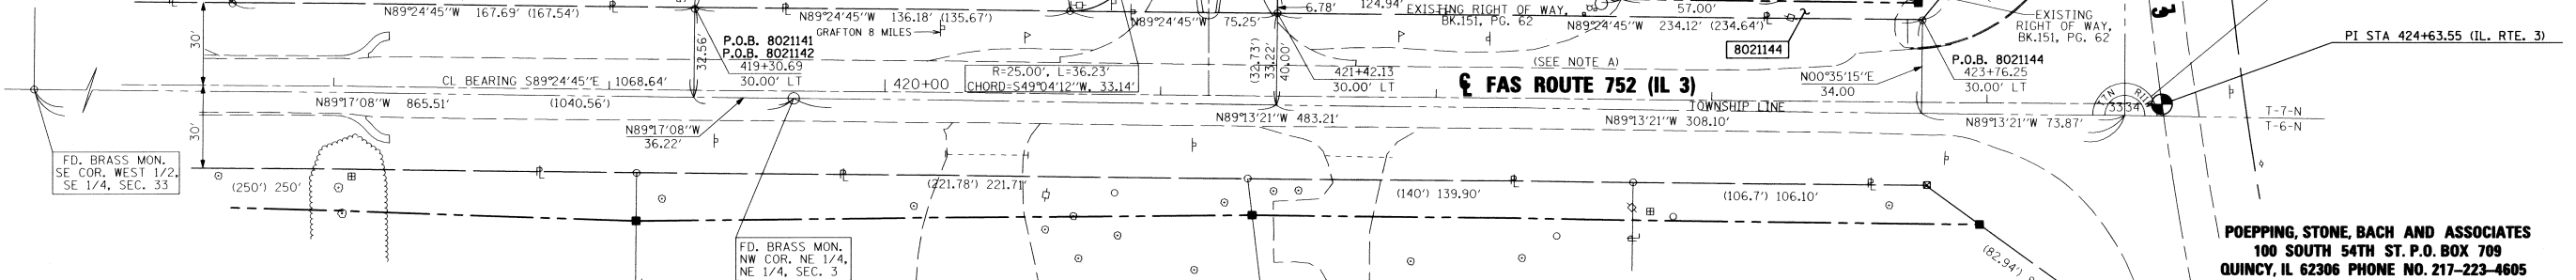 N89°24'45"W 167.69' (167.54')
N89°24'45"W 136.18' (135.67')
GRAFTON 8 MILES
N89°24'45"W 75.25'
6.78'
124.94'
EXISTING RIGHT OF WAY,
BK.151, PG. 62
57.00'
N89°24'45"W 234.12' (234.64')
8021144
EXISTING
RIGHT OF WAY,
BK.151, PG. 62
PI STA 424+63.55 (IL. RTE. 3)
30'
32.56'
P.O.B. 8021141
P.O.B. 8021142
419+30.69
30.00' LT
(32.73')
33.22'
40.00'
421+42.13
30.00' LT
(SEE NOTE A)
P.O.B. 8021144
423+76.25
30.00' LT
N00°35'15"E
34.00
CL BEARING S89°24'45"E 1068.64'
420+00
R=25.00', L=36.23'
CHORD=S49°04'12"W, 33.14'
℄ FAS ROUTE 752 (IL 3)
TOWNSHIP LINE
N89°17'08"W 865.51' (1040.56')
N89°17'08"W
36.22'
N89°13'21"W 483.21'
N89°13'21"W 308.10'
N89°13'21"W 73.87'
T-7-N
T-6-N
30'
3
FD. BRASS MON.
SE COR. WEST 1/2,
SE 1/4, SEC. 33
(250') 250'
(221.78') 221.71'
(140') 139.90'
(106.7') 106.10'
(82.94')
FD. BRASS MON.
NW COR. NE 1/4,
NE 1/4, SEC. 3
POEPPING, STONE, BACH AND ASSOCIATES
100 SOUTH 54TH ST. P.O. BOX 709
QUINCY, IL 62306 PHONE NO. 217-223-4605